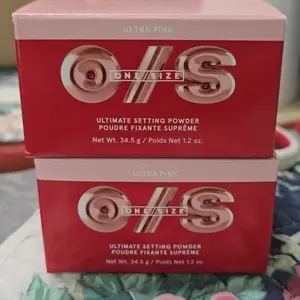 ULTRA PINK
O/S
ONE/SIZE
ULTIMATE SETTING POWDER
POUDRE FIXANTE SUPRÊME
Net Wt. 34.5 g / Poids Net 1.2 oz.
ULTRA PINK
O/S
ONE/SIZE
ULTIMATE SETTING POWDER
POUDRE FIXANTE SUPRÊME
Net Wt. 34.5 g / Poids Net 1.2 oz.